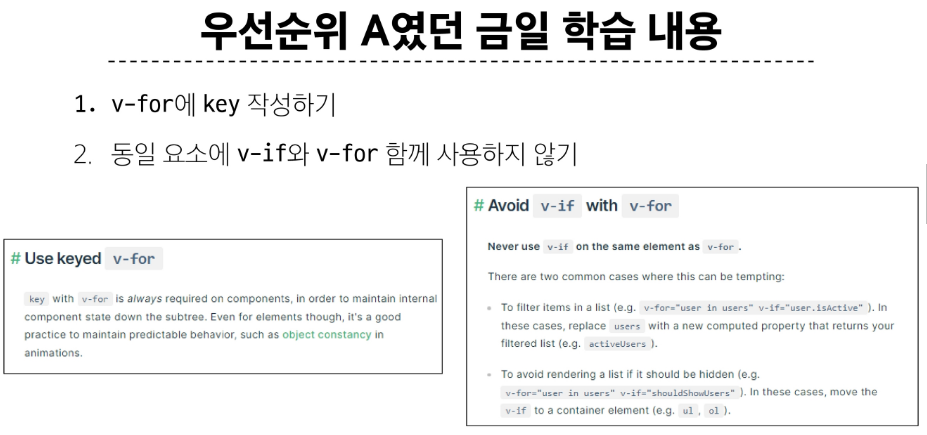 우선순위 A였던 금일 학습 내용
1. v-for에 key 작성하기
2. 동일 요소에 v-if와 v-for 함께 사용하지 않기
# Use keyed v-for
key with v-for is always required on components, in order to maintain internal
component state down the subtree. Even for elements though, it's a good
practice to maintain predictable behavior, such as object constancy in
animations.
# Avoid v-if with v-for
Never use v-if on the same element as v-for.
There are two common cases where this can be tempting:
• To filter items in a list (e.g. v-for="user in users" v-if="user.isActive"). In
these cases, replace users with a new computed property that returns your
filtered list (e.g. activeUsers).
• To avoid rendering a list if it should be hidden (e.g.
v-for="user in users" v-if="shouldShowUsers"). In these cases, move the
v-if to a container element (e.g. ul, ol).